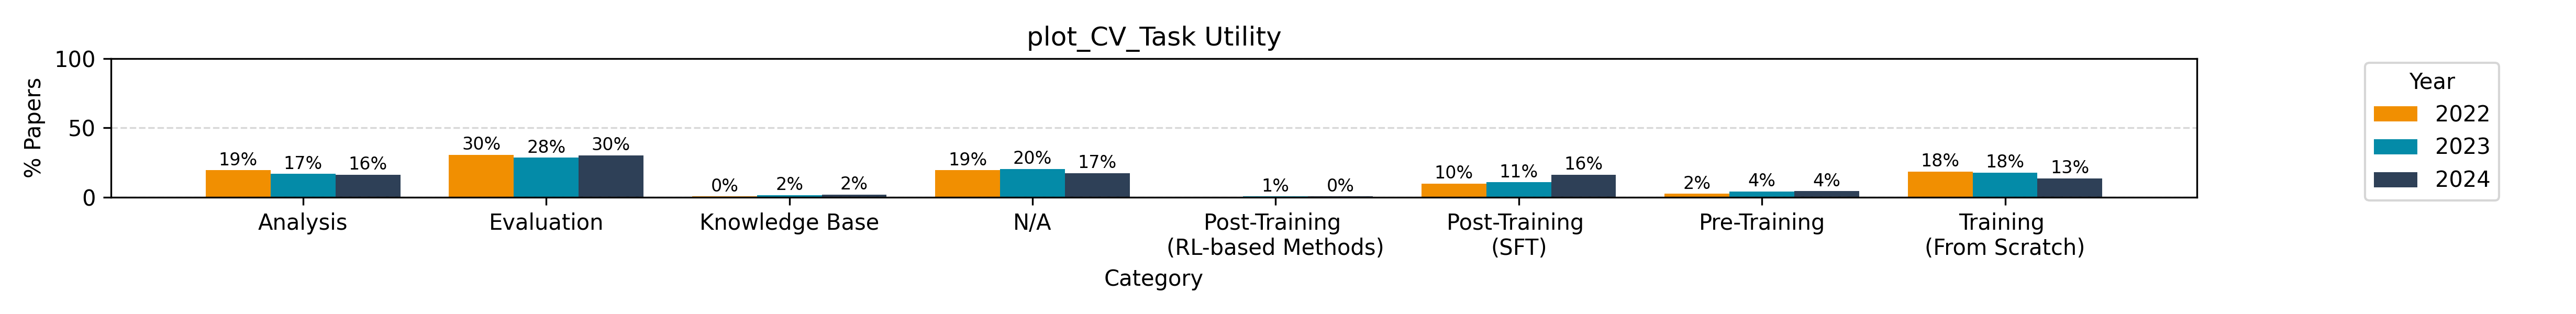 plot_CV_Task Utility
100
50
0
% Papers
19% 17% 16%
30% 28% 30%
0% 2% 2%
19% 20% 17%
1% 0%
10% 11% 16%
2% 4% 4%
18% 18% 13%
Analysis
Evaluation
Knowledge Base
N/A
Post-Training
(RL-based Methods)
Post-Training
(SFT)
Pre-Training
Training
(From Scratch)
Category
Year
2022
2023
2024